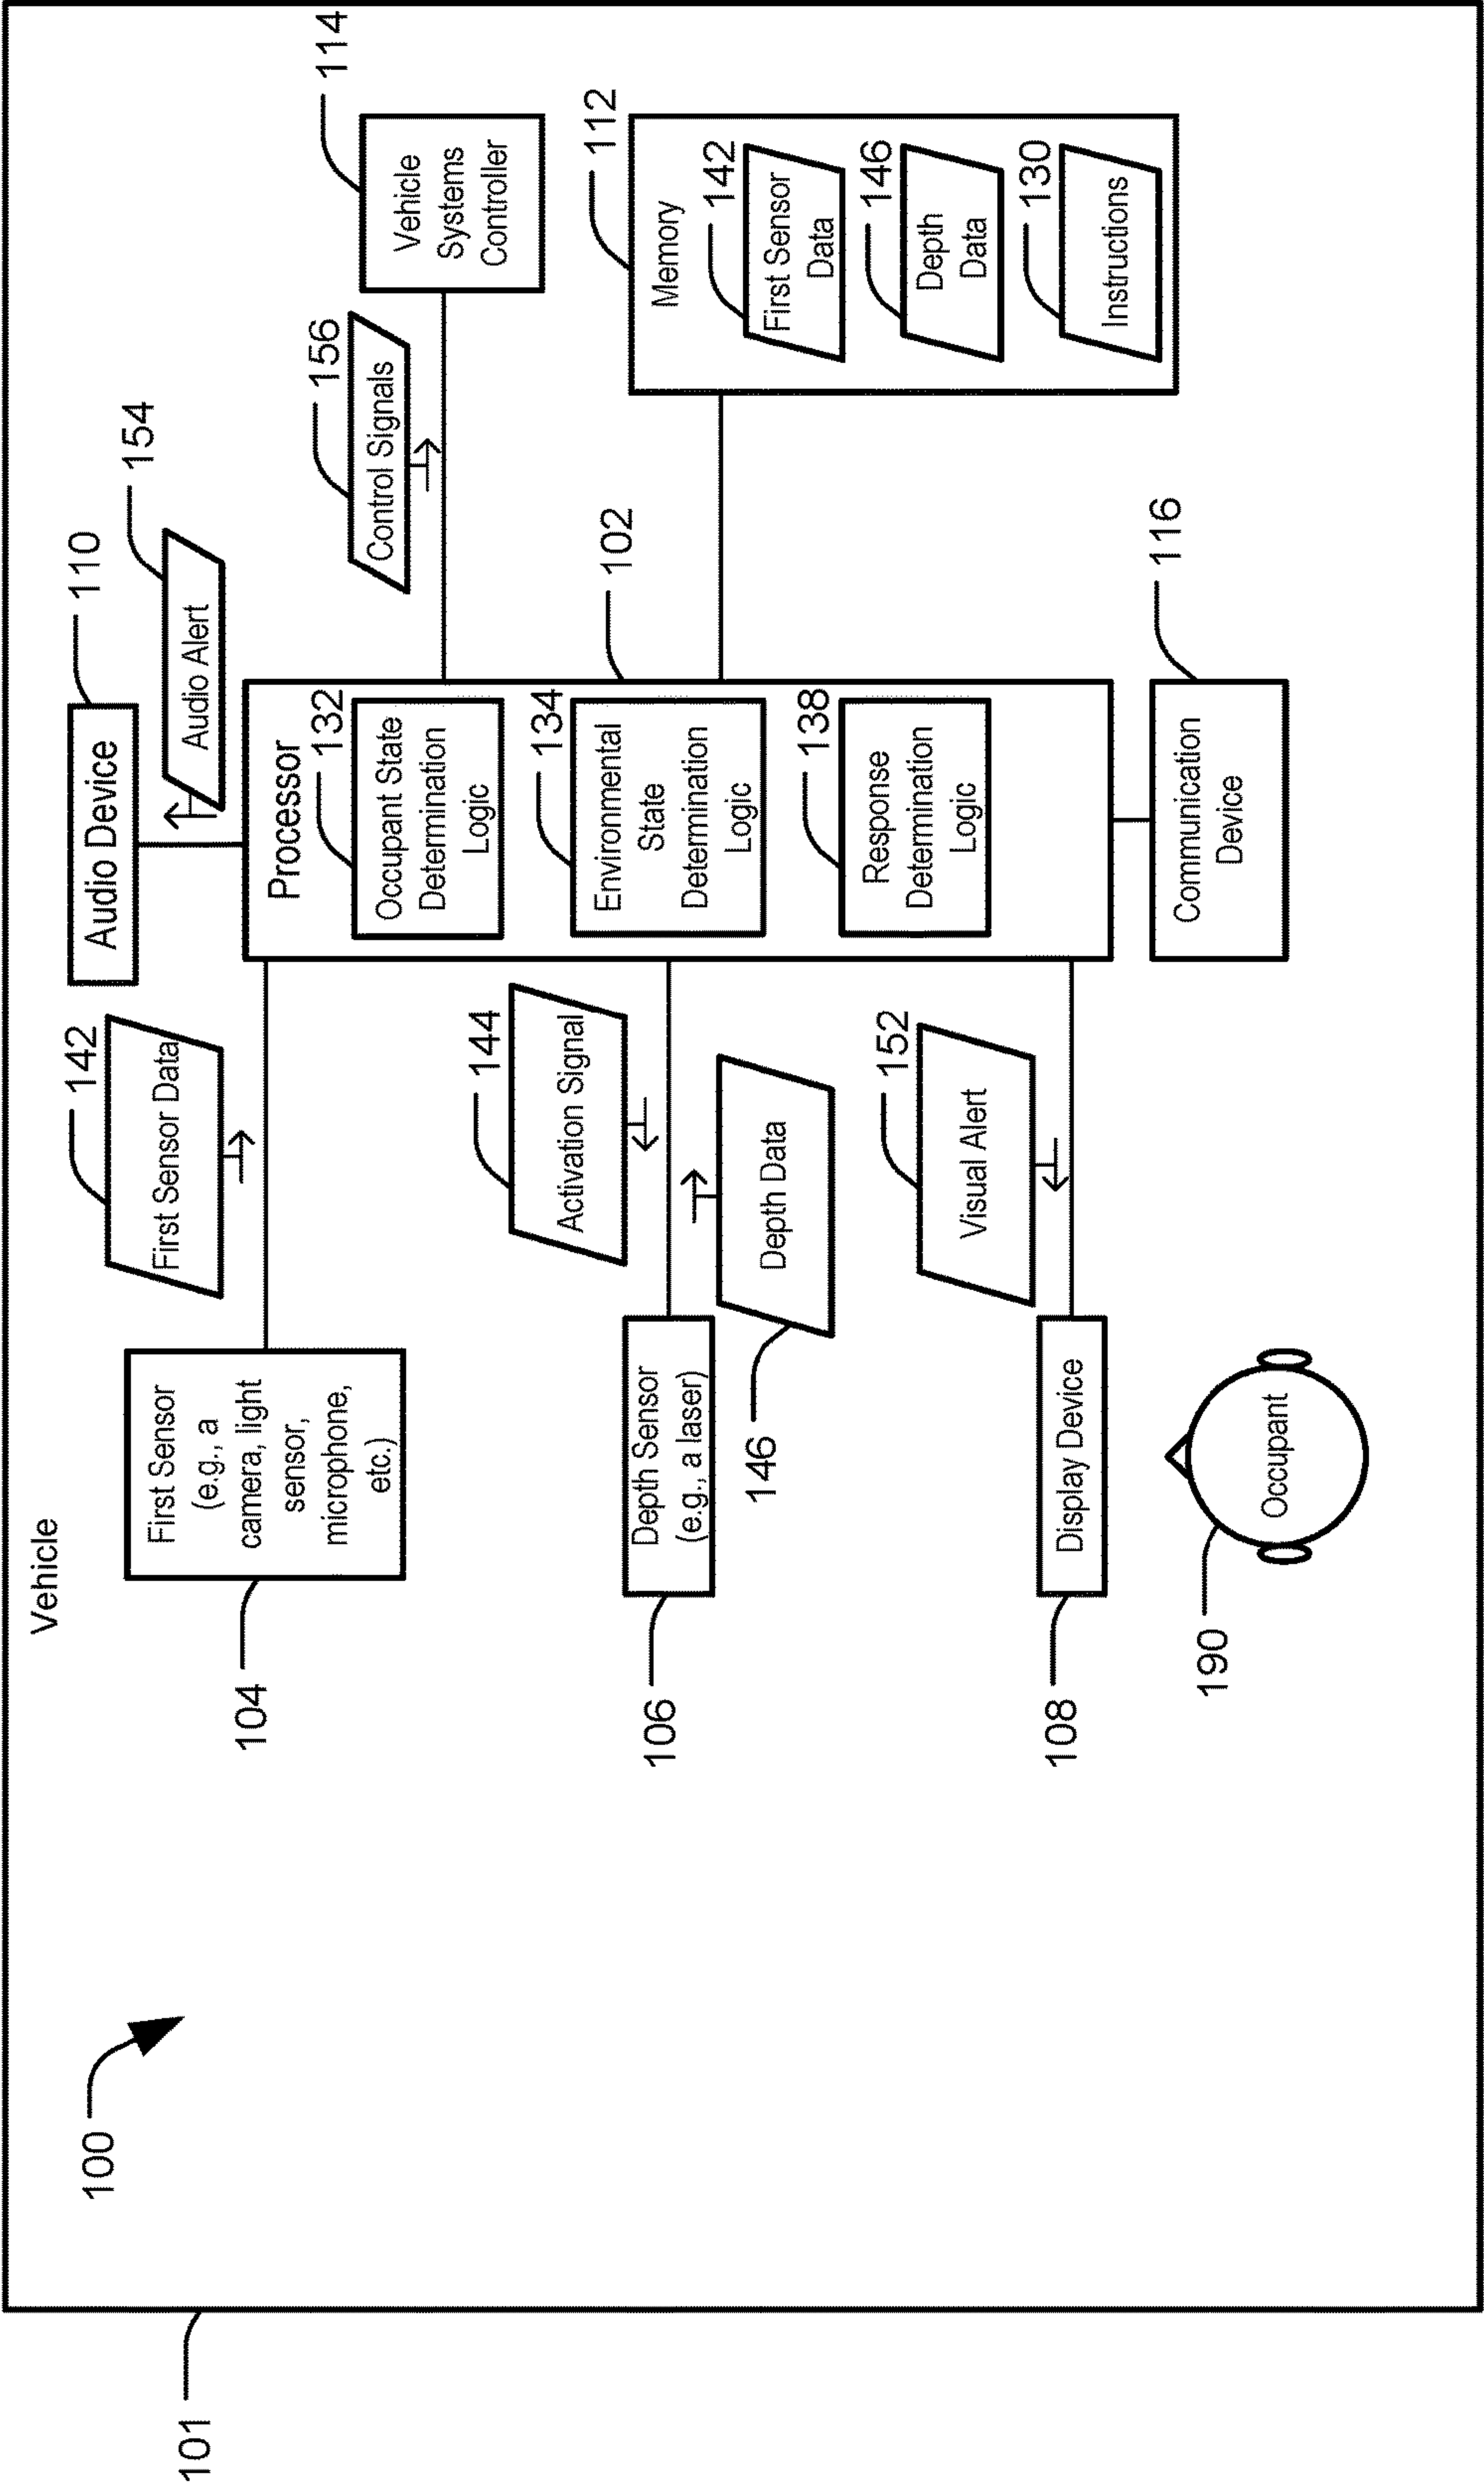 101
100
Vehicle
104
First Sensor
(e.g., a
camera, light
sensor,
microphone,
etc.)
142
First Sensor Data
110
Audio Device
154
Audio Alert
106
Depth Sensor
(e.g., a laser)
144
Activation Signal
146
Depth Data
108
Display Device
152
Visual Alert
190
Occupant
Processor
102
132
Occupant State
Determination
Logic
134
Environmental
State
Determination
Logic
138
Response
Determination
Logic
116
Communication
Device
156
Control Signals
114
Vehicle
Systems
Controller
112
Memory
142
First Sensor
Data
146
Depth
Data
130
Instructions